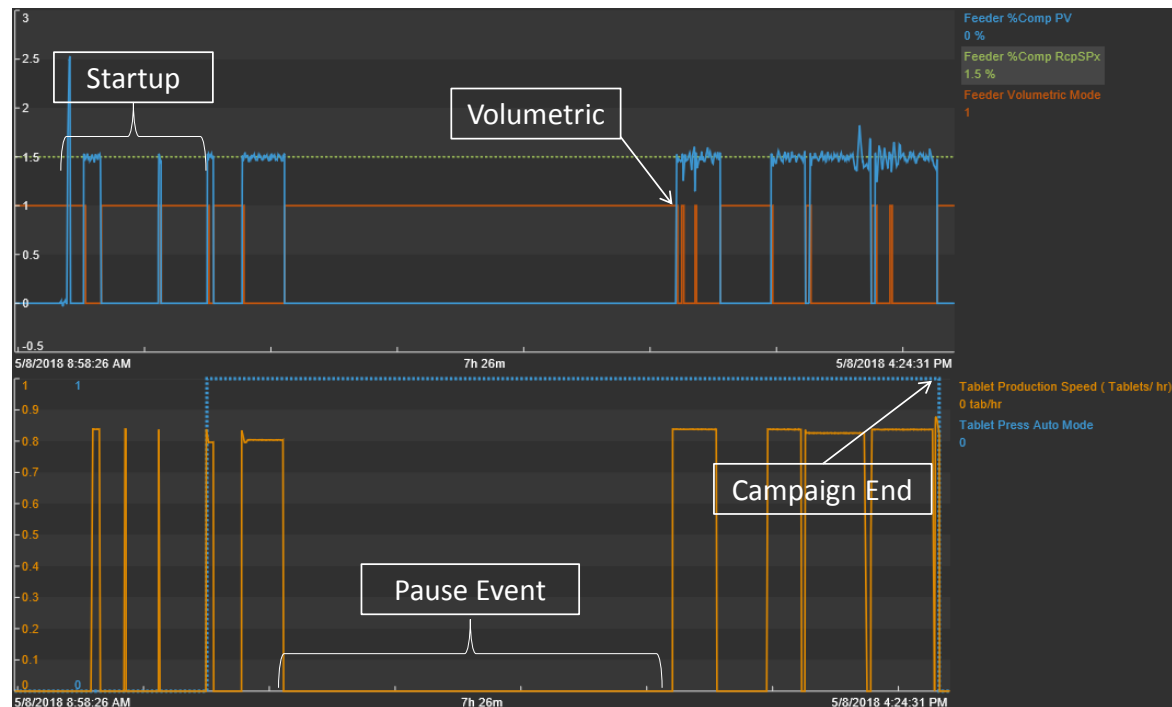 3
Feeder %Comp PV
0 %
2.5
Feeder %Comp RcpSPx
1.5 %
Startup
Feeder Volumetric Mode
1
2
Volumetric
1.5
1
0.5
0
-0.5
5/8/2018 8:58:26 AM 7h 26m 5/8/2018 4:24:31 PM
1 1
Tablet Production Speed ( Tablets/ hr)
0 tab/hr
0.9
Tablet Press Auto Mode
0
0.8
0.7
Campaign End
0.6
0.5
0.4
Pause Event
0.3
0.2
0.1
0 0
5/8/2018 8:58:26 AM 7h 26m 5/8/2018 4:24:31 PM